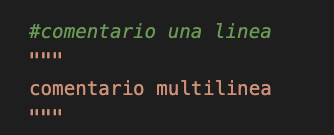 #comentario una linea
"""
comentario multilinea
"""